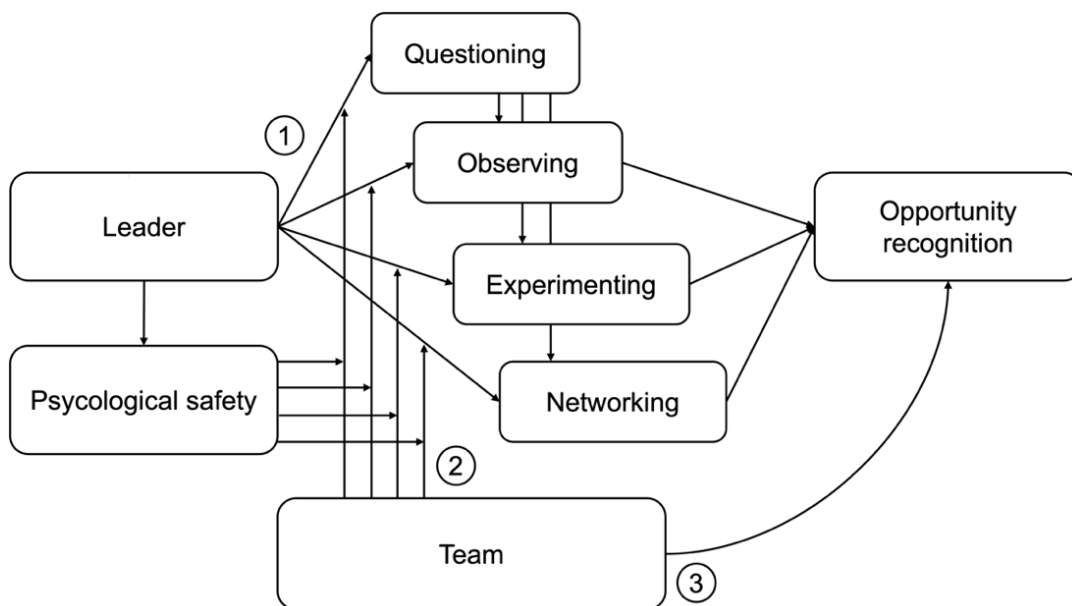 Questioning
1
Observing
Leader
Opportunity
recognition
Experimenting
Psycological safety
Networking
2
Team
3